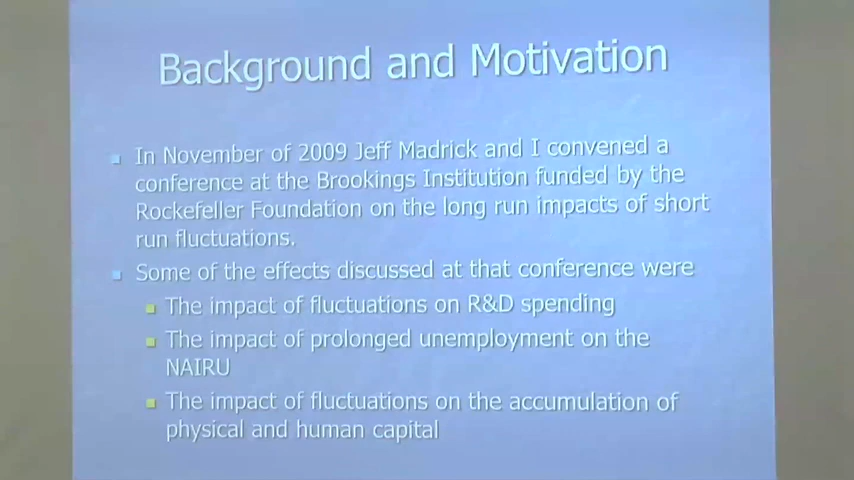 Background and Motivation
In November of 2009 Jeff Madrick and I convened a
conference at the Brookings Institution funded by the
Rockefeller Foundation on the long run impacts of short
run fluctuations.
Some of the effects discussed at that conference were
The impact of fluctuations on R&D spending
The impact of prolonged unemployment on the
NAIRU
The impact of fluctuations on the accumulation of
physical and human capital